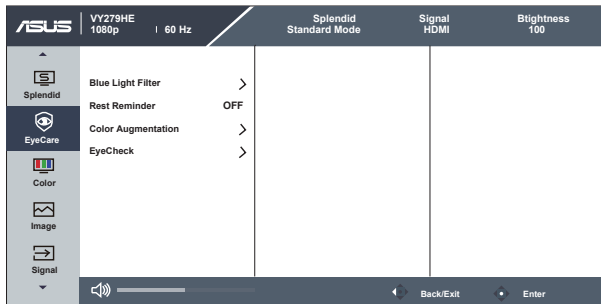 ASUS
VY279HE
1080p | 60 Hz
Splendid
Standard Mode
Signal
HDMI
Btightness
100
Splendid
EyeCare
Color
Image
Signal
Blue Light Filter
Rest Reminder OFF
Color Augmentation
EyeCheck
Back/Exit
Enter